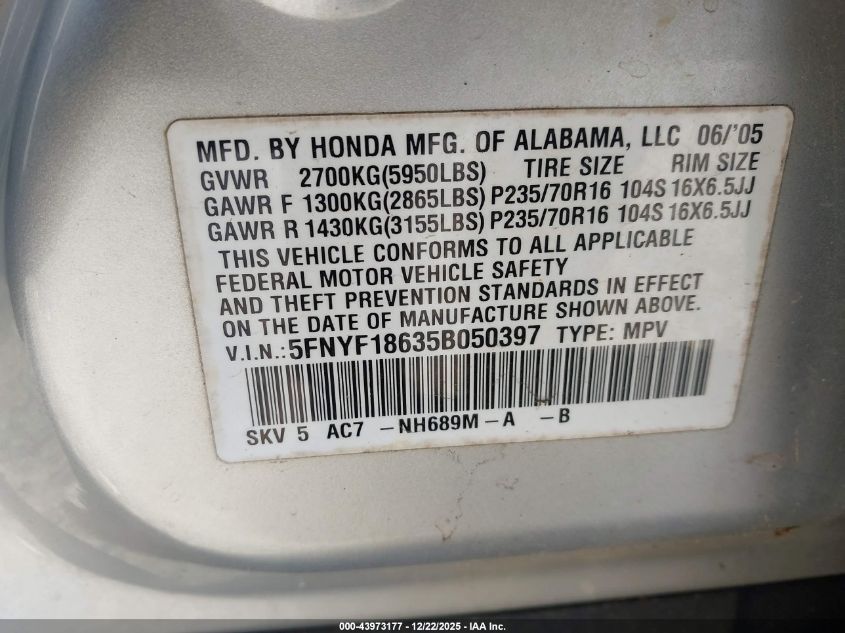 MFD. BY HONDA MFG. OF ALABAMA, LLC 06/'05
GVWR 2700KG(5950LBS) TIRE SIZE RIM SIZE
GAWR F 1300KG(2865LBS) P235/70R16 104S 16X6.5JJ
GAWR R 1430KG(3155LBS) P235/70R16 104S 16X6.5JJ
THIS VEHICLE CONFORMS TO ALL APPLICABLE
FEDERAL MOTOR VEHICLE SAFETY
AND THEFT PREVENTION STANDARDS IN EFFECT
ON THE DATE OF MANUFACTURE SHOWN ABOVE.
V.I.N.: 5FNYF18635B050397 TYPE: MPV
SKV 5 AC7 -NH689M-A -B
000-43973177 - 12/22/2025 - IAA Inc.